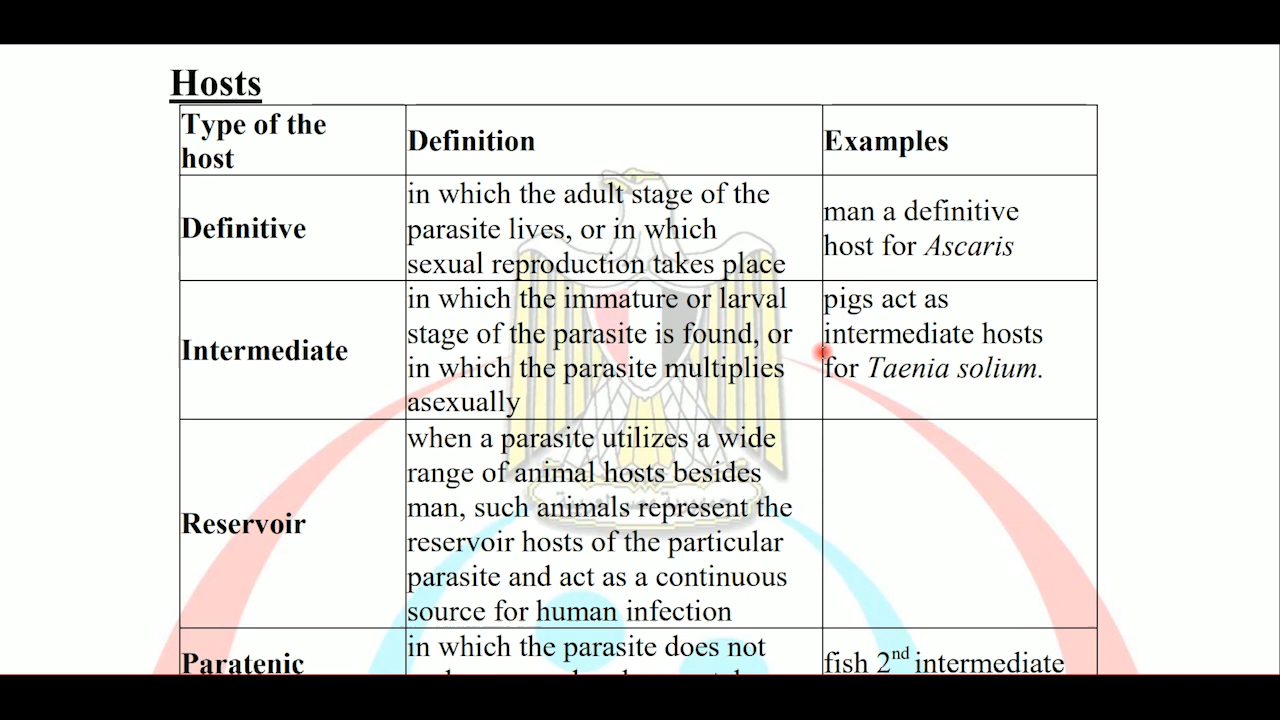 Hosts
Type of the
host
Definition
Examples
Definitive
in which the adult stage of the
parasite lives, or in which
sexual reproduction takes place
man a definitive
host for Ascaris
Intermediate
in which the immature or larval
stage of the parasite is found, or
in which the parasite multiplies
asexually
pigs act as
intermediate hosts
for Taenia solium.
Reservoir
when a parasite utilizes a wide
range of animal hosts besides
man, such animals represent the
reservoir hosts of the particular
parasite and act as a continuous
source for human infection
Paratenic
in which the parasite does not
fish 2nd intermediate
جمهورية مصر العربية